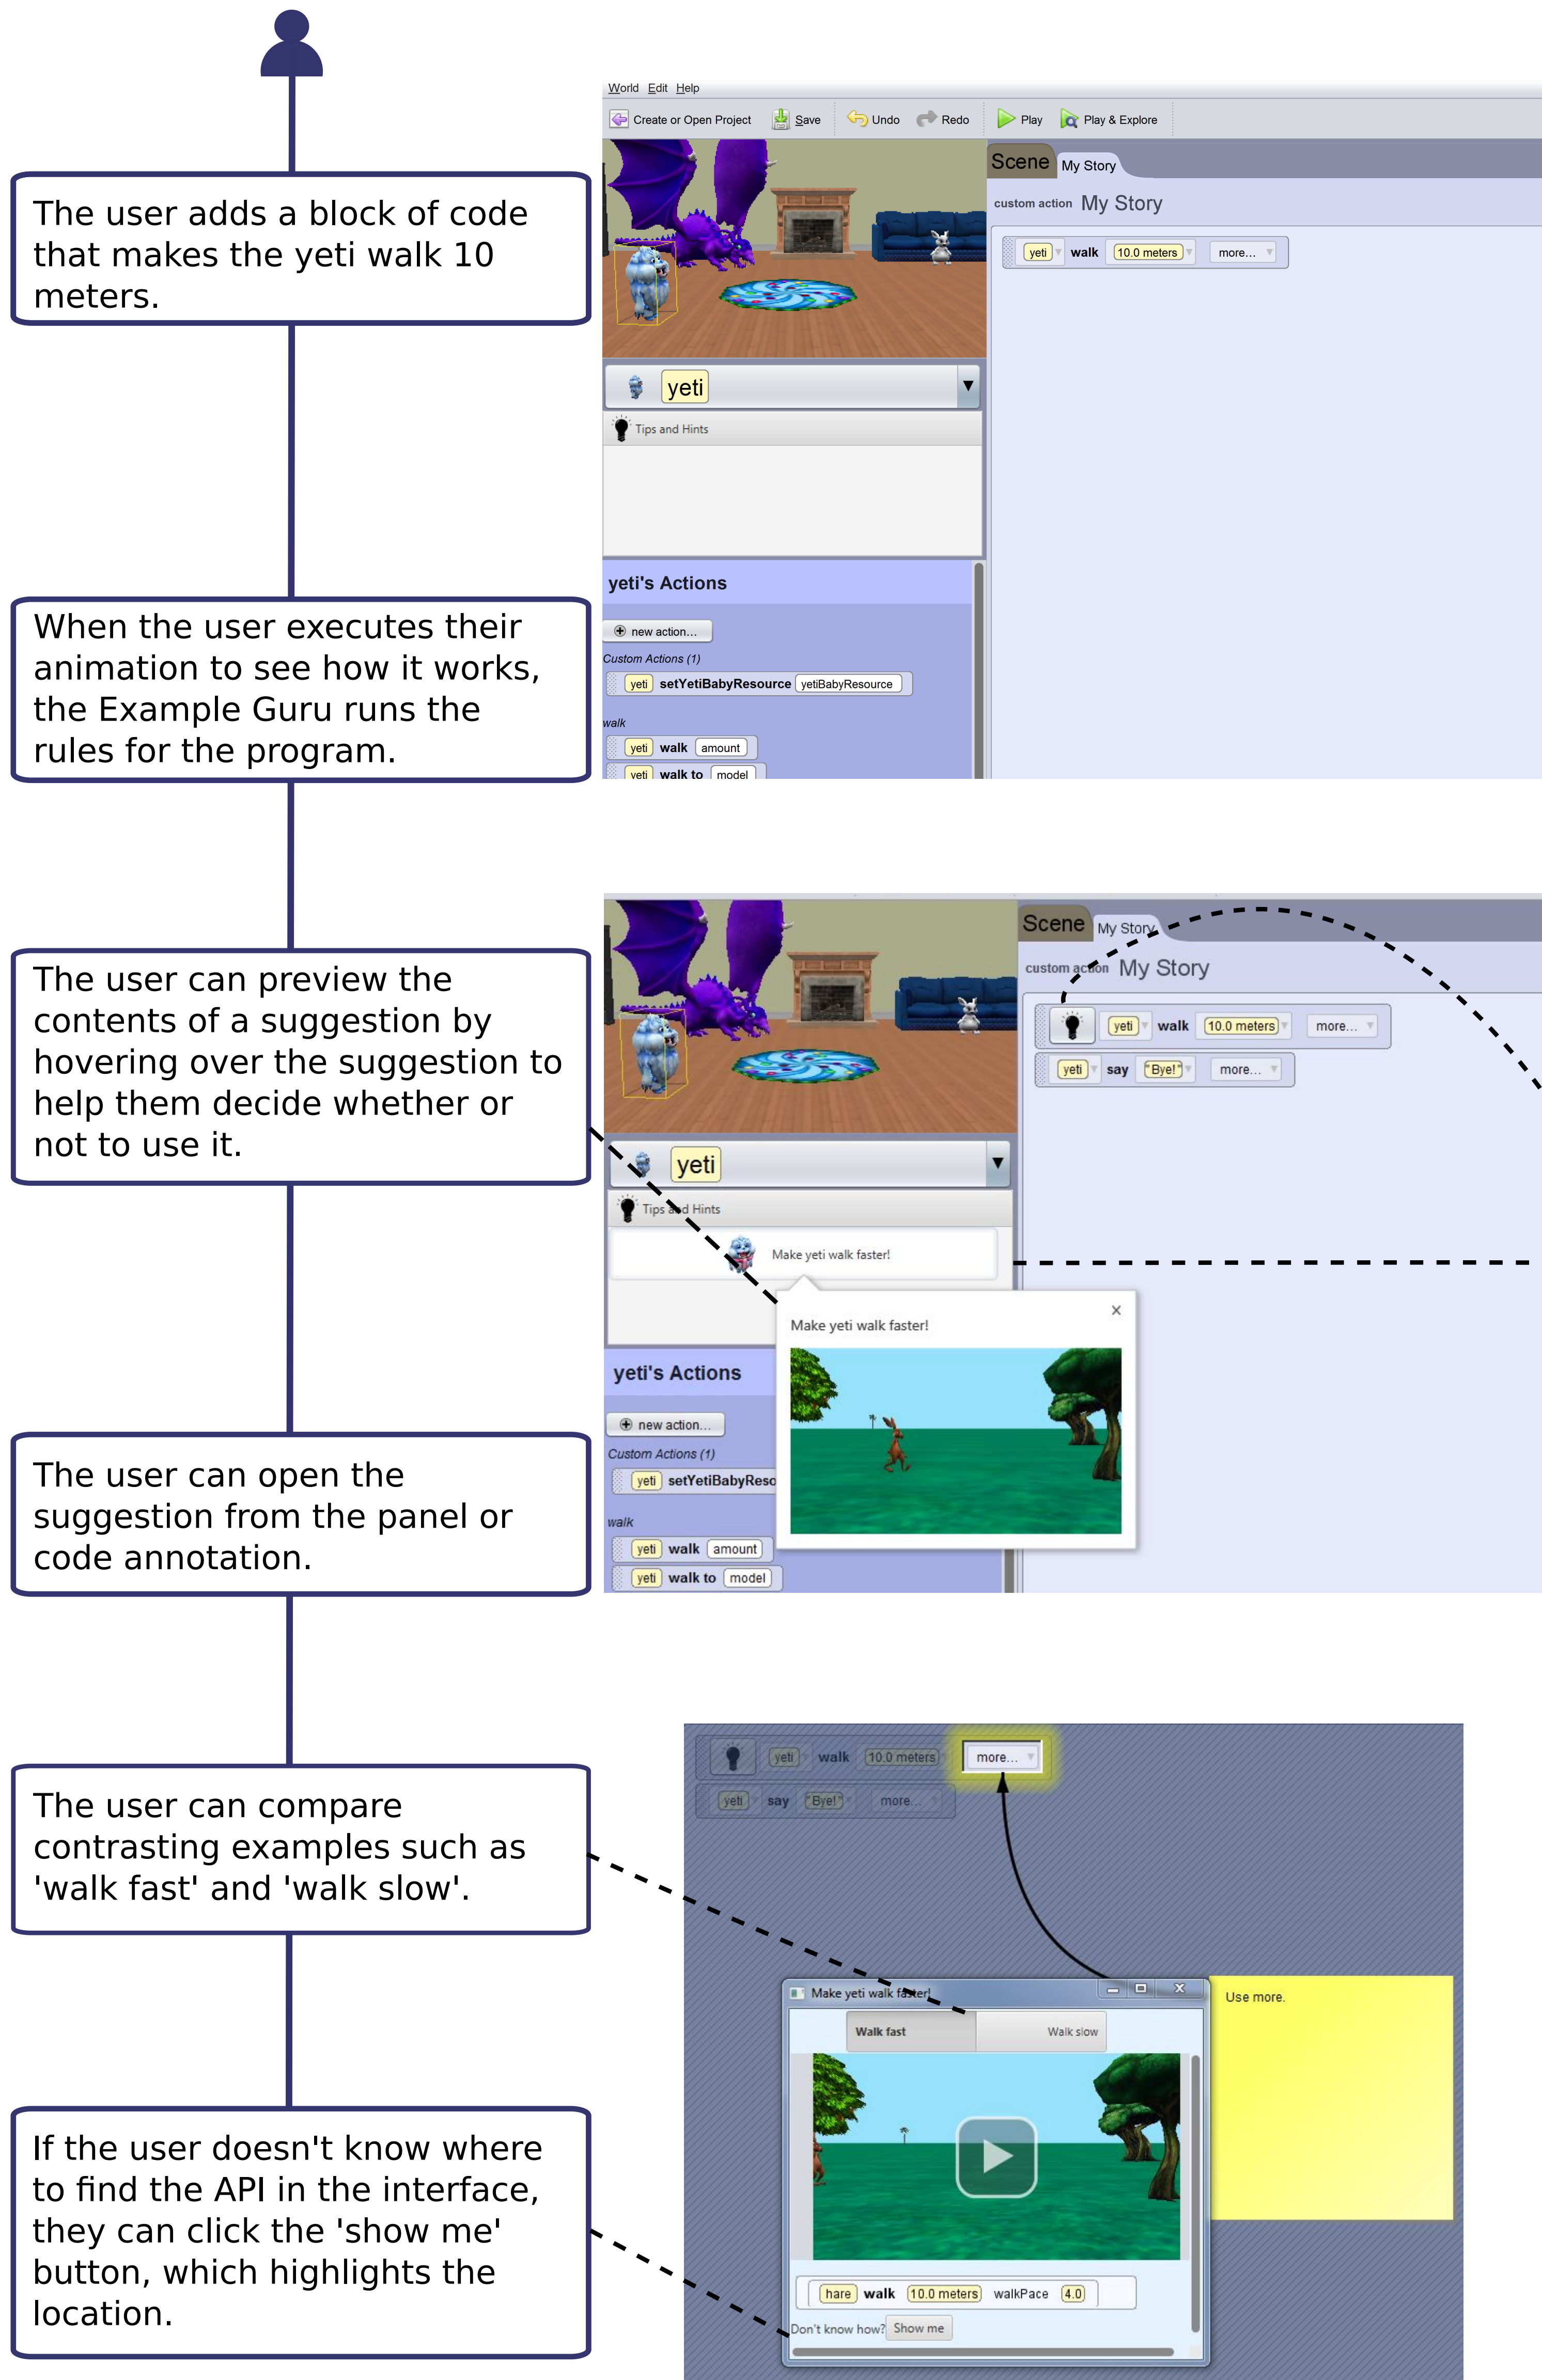 The user adds a block of code
that makes the yeti walk 10
meters.
When the user executes their
animation to see how it works,
the Example Guru runs the
rules for the program.
World Edit Help
Create or Open Project Save Undo Redo Play Play & Explore
Scene My Story
custom action My Story
yeti walk 10.0 meters more...
yeti
Tips and Hints
yeti's Actions
new action...
Custom Actions (1)
yeti setYetiBabyResource yetiBabyResource
walk
yeti walk amount
yeti walk to model
The user can preview the
contents of a suggestion by
hovering over the suggestion to
help them decide whether or
not to use it.
The user can open the
suggestion from the panel or
code annotation.
Scene My Story
custom action My Story
yeti walk 10.0 meters more...
yeti say "Bye!" more...
yeti
Tips and Hints
Make yeti walk faster!
Make yeti walk faster!
yeti's Actions
new action...
Custom Actions (1)
yeti setYetiBabyReso
walk
yeti walk amount
yeti walk to model
The user can compare
contrasting examples such as
'walk fast' and 'walk slow'.
If the user doesn't know where
to find the API in the interface,
they can click the 'show me'
button, which highlights the
location.
yeti walk 10.0 meters more...
yeti say "Bye!" more...
Make yeti walk faster!
Use more.
Walk fast Walk slow
hare walk 10.0 meters walkPace 4.0
Don't know how? Show me